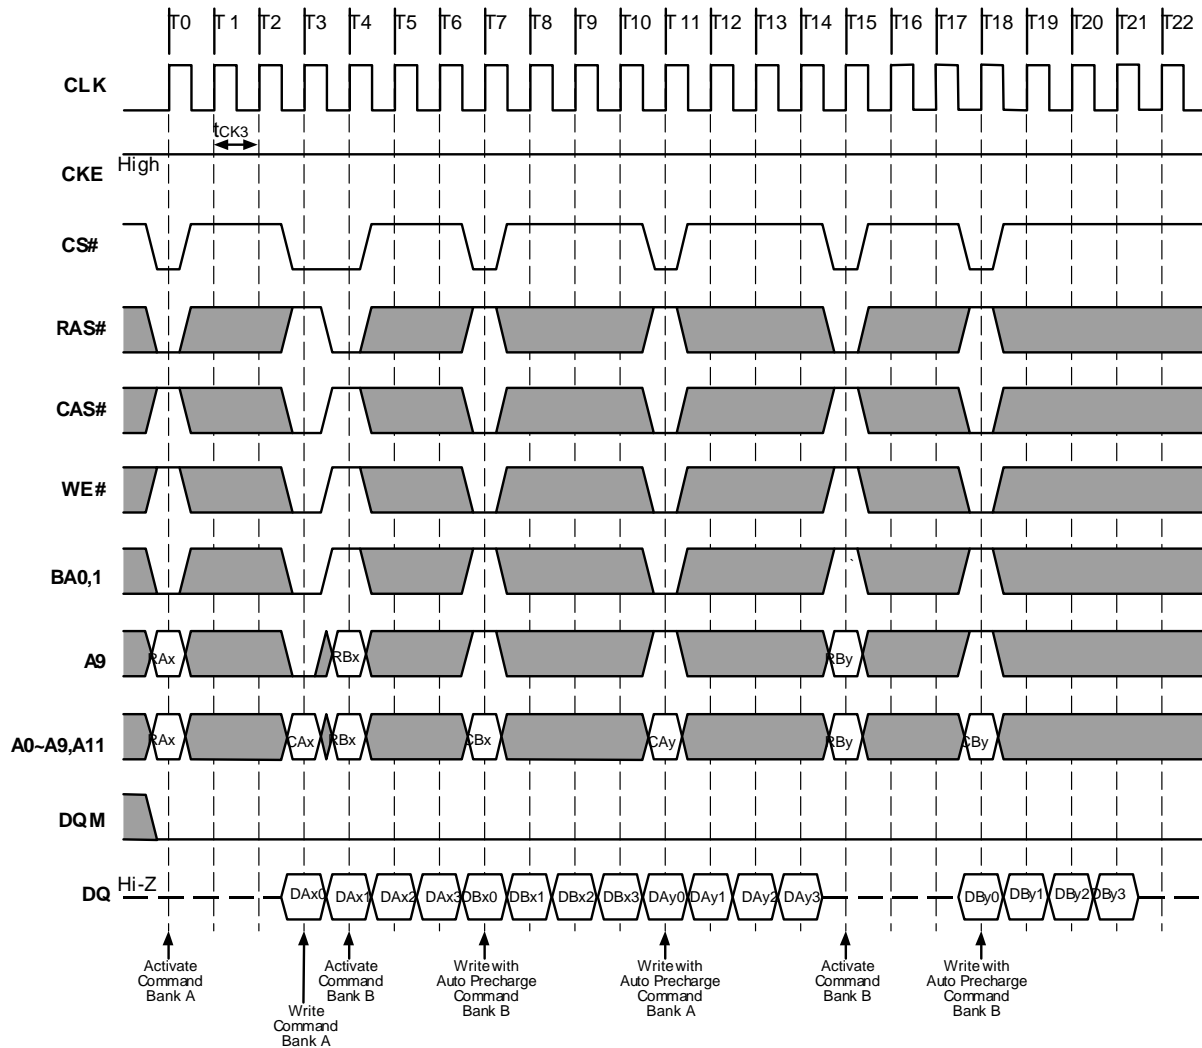 T0 T 1 T2 T3 T4 T5 T6 T7 T8 T9 T10 T 11 T12 T13 T14 T15 T16 T17 T18 T19 T20 T21 T22
CLK
tCK3
High
CKE
CS#
RAS#
CAS#
WE#
BA0,1
A9 RAx RBx RBy
A0~A9,A11 RAx CAx RBx CBx CAy RBy CBy
DQM
Hi-Z
DQ DAx0 DAx1 DAx2 DAx3 DBx0 DBx1 DBx2 DBx3 DAy0 DAy1 DAy2 DAy3 DBy0 DBy1 DBy2 DBy3
Activate
Command
Bank A
Write
Command
Bank A
Activate
Command
Bank B
Write with
Auto Precharge
Command
Bank B
Write with
Auto Precharge
Command
Bank A
Activate
Command
Bank B
Write with
Auto Precharge
Command
Bank B